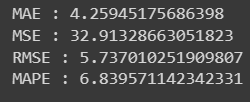 MAE : 4.25945175686398
MSE : 32.91328663051823
RMSE : 5.737010251909807
MAPE : 6.839571142342331